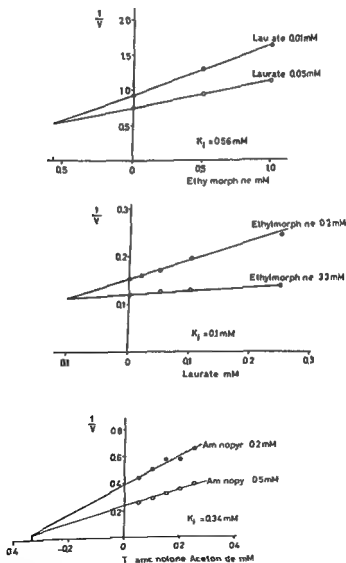 1
V
2.0
1.5
1.0
0.5
Lau ate 0.01mM
Laurate 0.05mM
Ki = 0.56mM
0.5 0 0.5 1.0
Ethy morph ne mM
1
V
0.3
0.2
0.1
Ethylmorph ne 0.2mM
Ethylmorph ne 3.3mM
Ki = 0.1mM
0.1 0 0.1 0.2 0.3
Laurate mM
1
V
0.8
0.6
0.4
0.2
Am nopyr 0.2mM
Am nopy 0.5mM
Ki = 0.34mM
0.4 -0.2 0 0.2 0.4
T amc nolone Aceton de mM